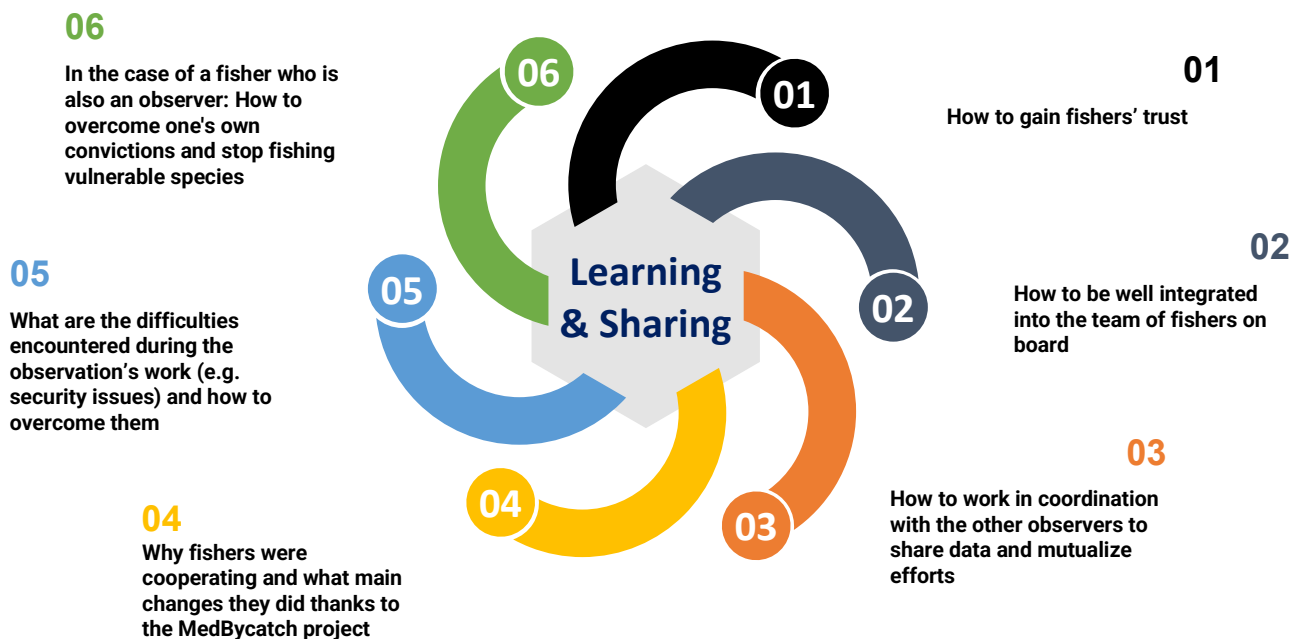 Learning
& Sharing
01
02
03
04
05
06
01
How to gain fishers’ trust
02
How to be well integrated
into the team of fishers on
board
03
How to work in coordination
with the other observers to
share data and mutualize
efforts
04
Why fishers were
cooperating and what main
changes they did thanks to
the MedBycatch project
05
What are the difficulties
encountered during the
observation’s work (e.g.
security issues) and how to
overcome them
06
In the case of a fisher who is
also an observer: How to
overcome one's own
convictions and stop fishing
vulnerable species